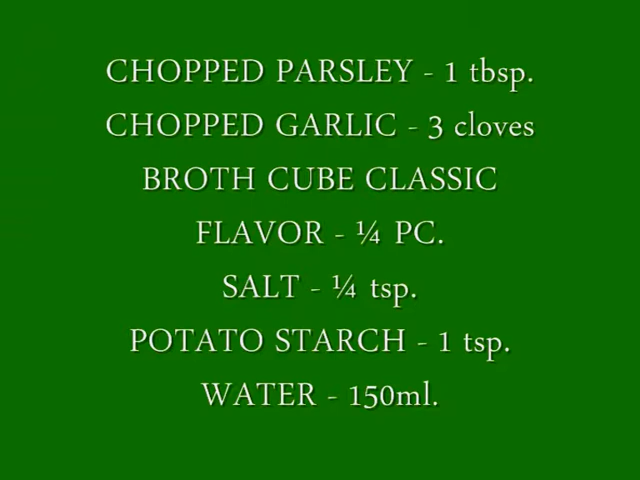 CHOPPED PARSLEY - 1 tbsp.
CHOPPED GARLIC - 3 cloves
BROTH CUBE CLASSIC
FLAVOR - ¼ PC.
SALT - ¼ tsp.
POTATO STARCH - 1 tsp.
WATER - 150ml.